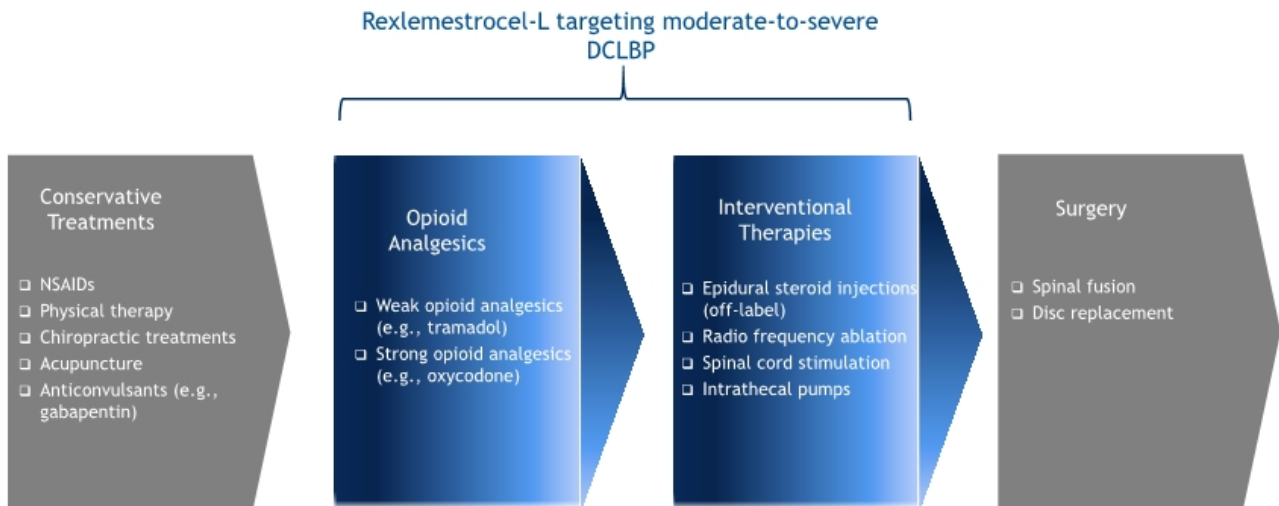 Rexlemestrocel-L targeting moderate-to-severe
DCLBP
Conservative
Treatments
❑ NSAIDs
❑ Physical therapy
❑ Chiropractic treatments
❑ Acupuncture
❑ Anticonvulsants (e.g.,
gabapentin)
Opioid
Analgesics
❑ Weak opioid analgesics
(e.g., tramadol)
❑ Strong opioid analgesics
(e.g., oxycodone)
Interventional
Therapies
❑ Epidural steroid injections
(off-label)
❑ Radio frequency ablation
❑ Spinal cord stimulation
❑ Intrathecal pumps
Surgery
❑ Spinal fusion
❑ Disc replacement